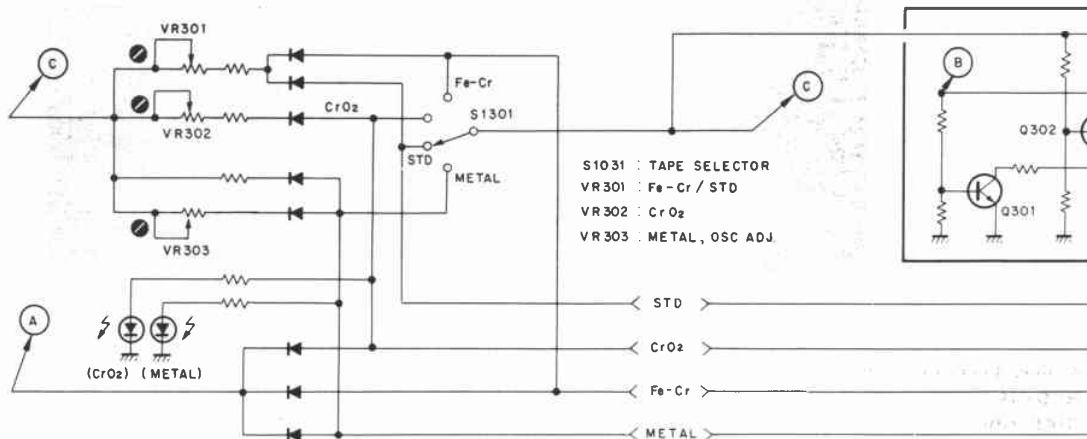 VR301
C
Fe-Cr
CrO₂
S1301
VR302
STD
METAL
VR303
C
S1031 : TAPE SELECTOR
VR301 : Fe-Cr / STD
VR302 : CrO₂
VR303 : METAL, OSC ADJ.
B
Q302
Q301
A
(CrO₂) (METAL)
STD
CrO₂
Fe-Cr
METAL